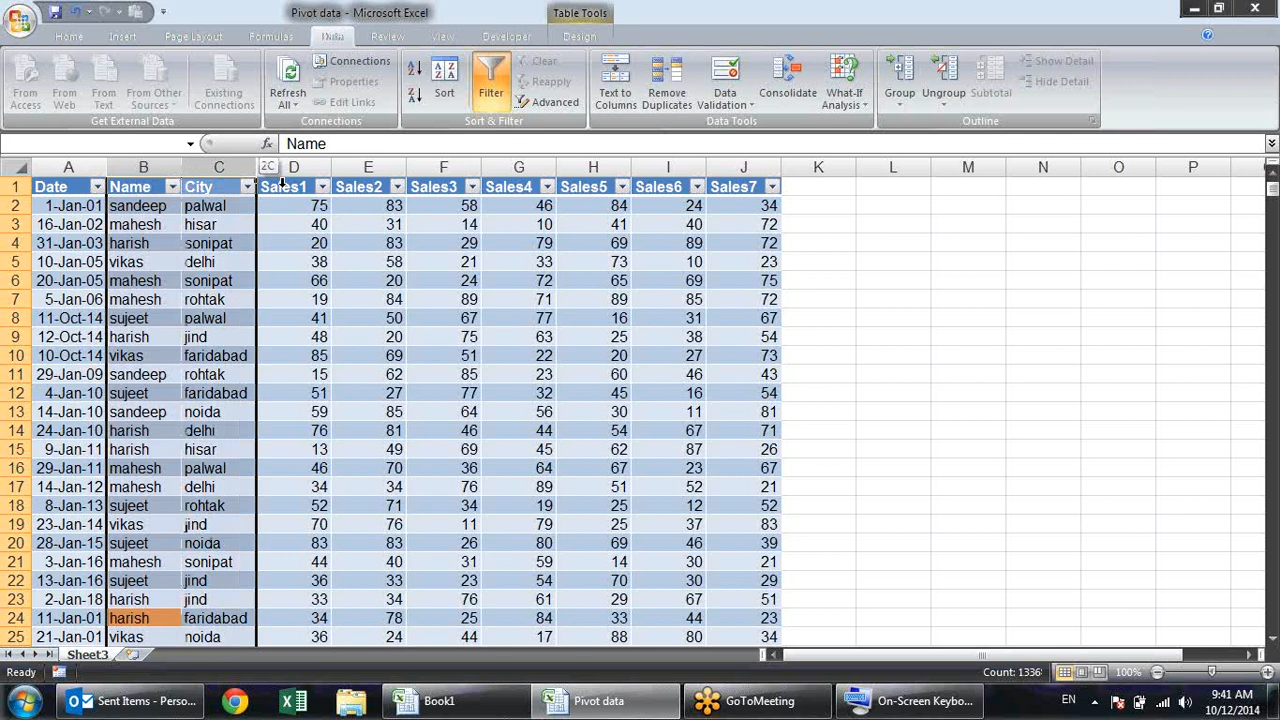 Pivot data - Microsoft Excel
Table Tools
Home Insert Page Layout Formulas Data Review View Developer Design
From Access
From Web
From Text
From Other Sources
Existing Connections
Get External Data
Refresh All
Connections
Properties
Edit Links
Connections
Sort
Filter
Clear
Reapply
Advanced
Sort & Filter
Text to Columns
Remove Duplicates
Data Validation
Consolidate
What-If Analysis
Data Tools
Group
Ungroup
Subtotal
Show Detail
Hide Detail
Outline
fx Name
2C
A B C D E F G H I J K L M N O P
1 Date Name City Sales1 Sales2 Sales3 Sales4 Sales5 Sales6 Sales7
2 1-Jan-01 sandeep palwal 75 83 58 46 84 24 34
3 16-Jan-02 mahesh hisar 40 31 14 10 41 40 72
4 31-Jan-03 harish sonipat 20 83 29 79 69 89 72
5 10-Jan-05 vikas delhi 38 58 21 33 73 10 23
6 20-Jan-05 mahesh sonipat 66 20 24 72 65 69 75
7 5-Jan-06 mahesh rohtak 19 84 89 71 89 85 72
8 11-Oct-14 sujeet palwal 41 50 67 77 16 31 67
9 12-Oct-14 harish jind 48 20 75 63 25 38 54
10 10-Oct-14 vikas faridabad 85 69 51 22 20 27 73
11 29-Jan-09 sandeep rohtak 15 62 85 23 60 46 43
12 4-Jan-10 sujeet faridabad 51 27 77 32 45 16 54
13 14-Jan-10 sandeep noida 59 85 64 56 30 11 81
14 24-Jan-10 harish delhi 76 81 46 44 54 67 71
15 9-Jan-11 harish hisar 13 49 69 45 62 87 26
16 29-Jan-11 mahesh palwal 46 70 36 64 67 23 67
17 14-Jan-12 mahesh delhi 34 34 76 89 51 52 21
18 8-Jan-13 sujeet rohtak 52 71 34 19 25 12 52
19 23-Jan-14 vikas jind 70 76 11 79 25 37 83
20 28-Jan-15 sujeet noida 83 83 26 80 69 46 39
21 3-Jan-16 mahesh sonipat 44 40 31 59 14 30 21
22 13-Jan-16 sujeet jind 36 33 23 54 70 30 29
23 2-Jan-18 harish jind 33 34 76 61 29 67 51
24 11-Jan-01 harish faridabad 34 78 25 84 33 44 23
25 21-Jan-01 vikas noida 36 24 44 17 88 80 34
Sheet3
Ready
Count: 1336
100%
Sent Items - Perso...
Book1
Pivot data
GoToMeeting
On-Screen Keybo...
EN
9:41 AM
10/12/2014